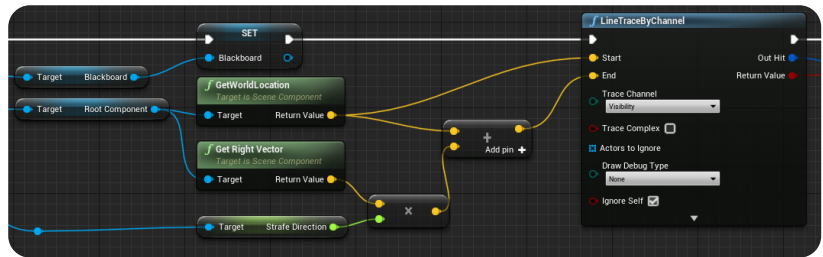 SET
Blackboard
Target Blackboard
Target Root Component
f GetWorldLocation
Target is Scene Component
Target Return Value
f Get Right Vector
Target is Scene Component
Target Return Value
Target Strafe Direction
×
+
Add pin +
f LineTraceByChannel
Start Out Hit
End Return Value
Trace Channel
Visibility
Trace Complex
Actors to Ignore
Draw Debug Type
None
Ignore Self